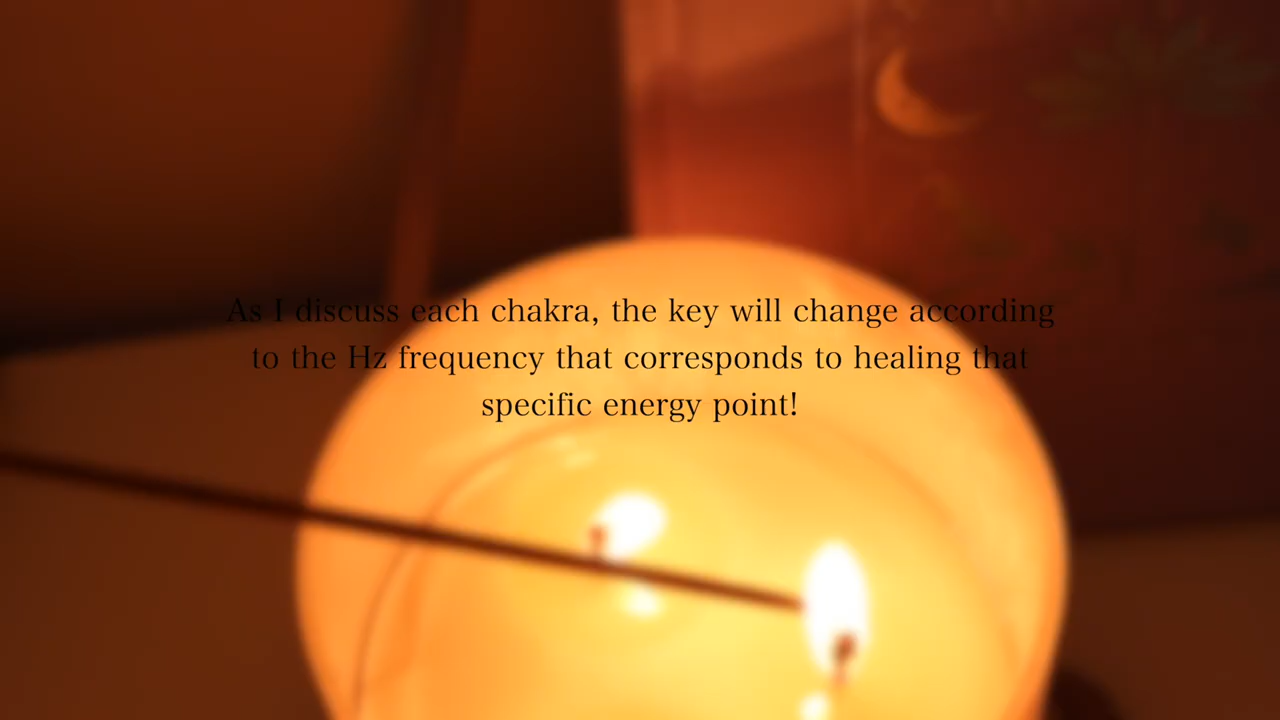 As I discuss each chakra, the key will change according
to the Hz frequency that corresponds to healing that
specific energy point!